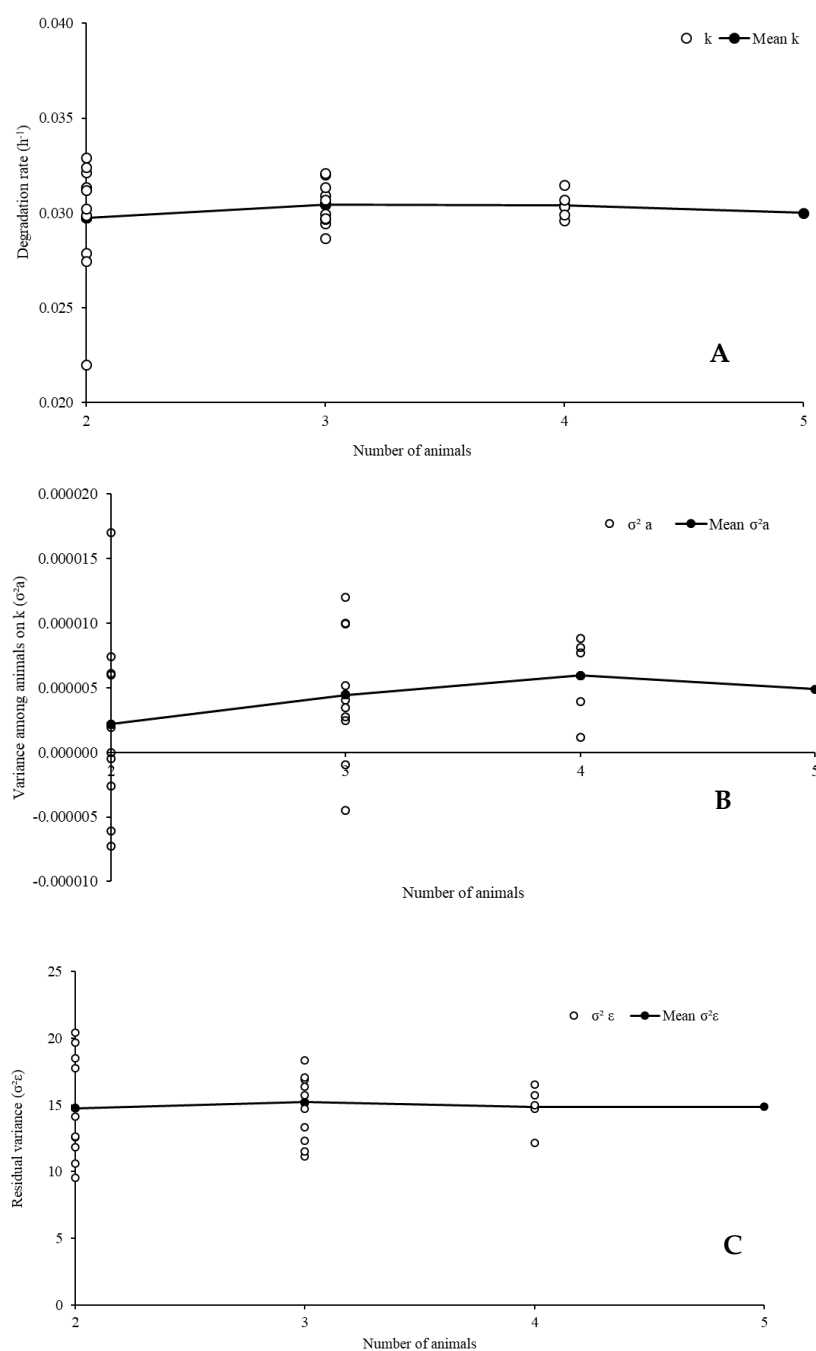 0.040
k Mean k
0.035
0.030
0.025
0.020
Degradation rate (h⁻¹)
A
2 3 4 5
Number of animals
0.000020
σ² a Mean σ²a
0.000015
0.000010
0.000005
0.000000
-0.000005
-0.000010
Variance among animals on k (σ²a)
2 3 4 5
B
Number of animals
25
σ² ε Mean σ²ε
20
15
10
5
0
Residual variance (σ²ε)
C
2 3 4 5
Number of animals